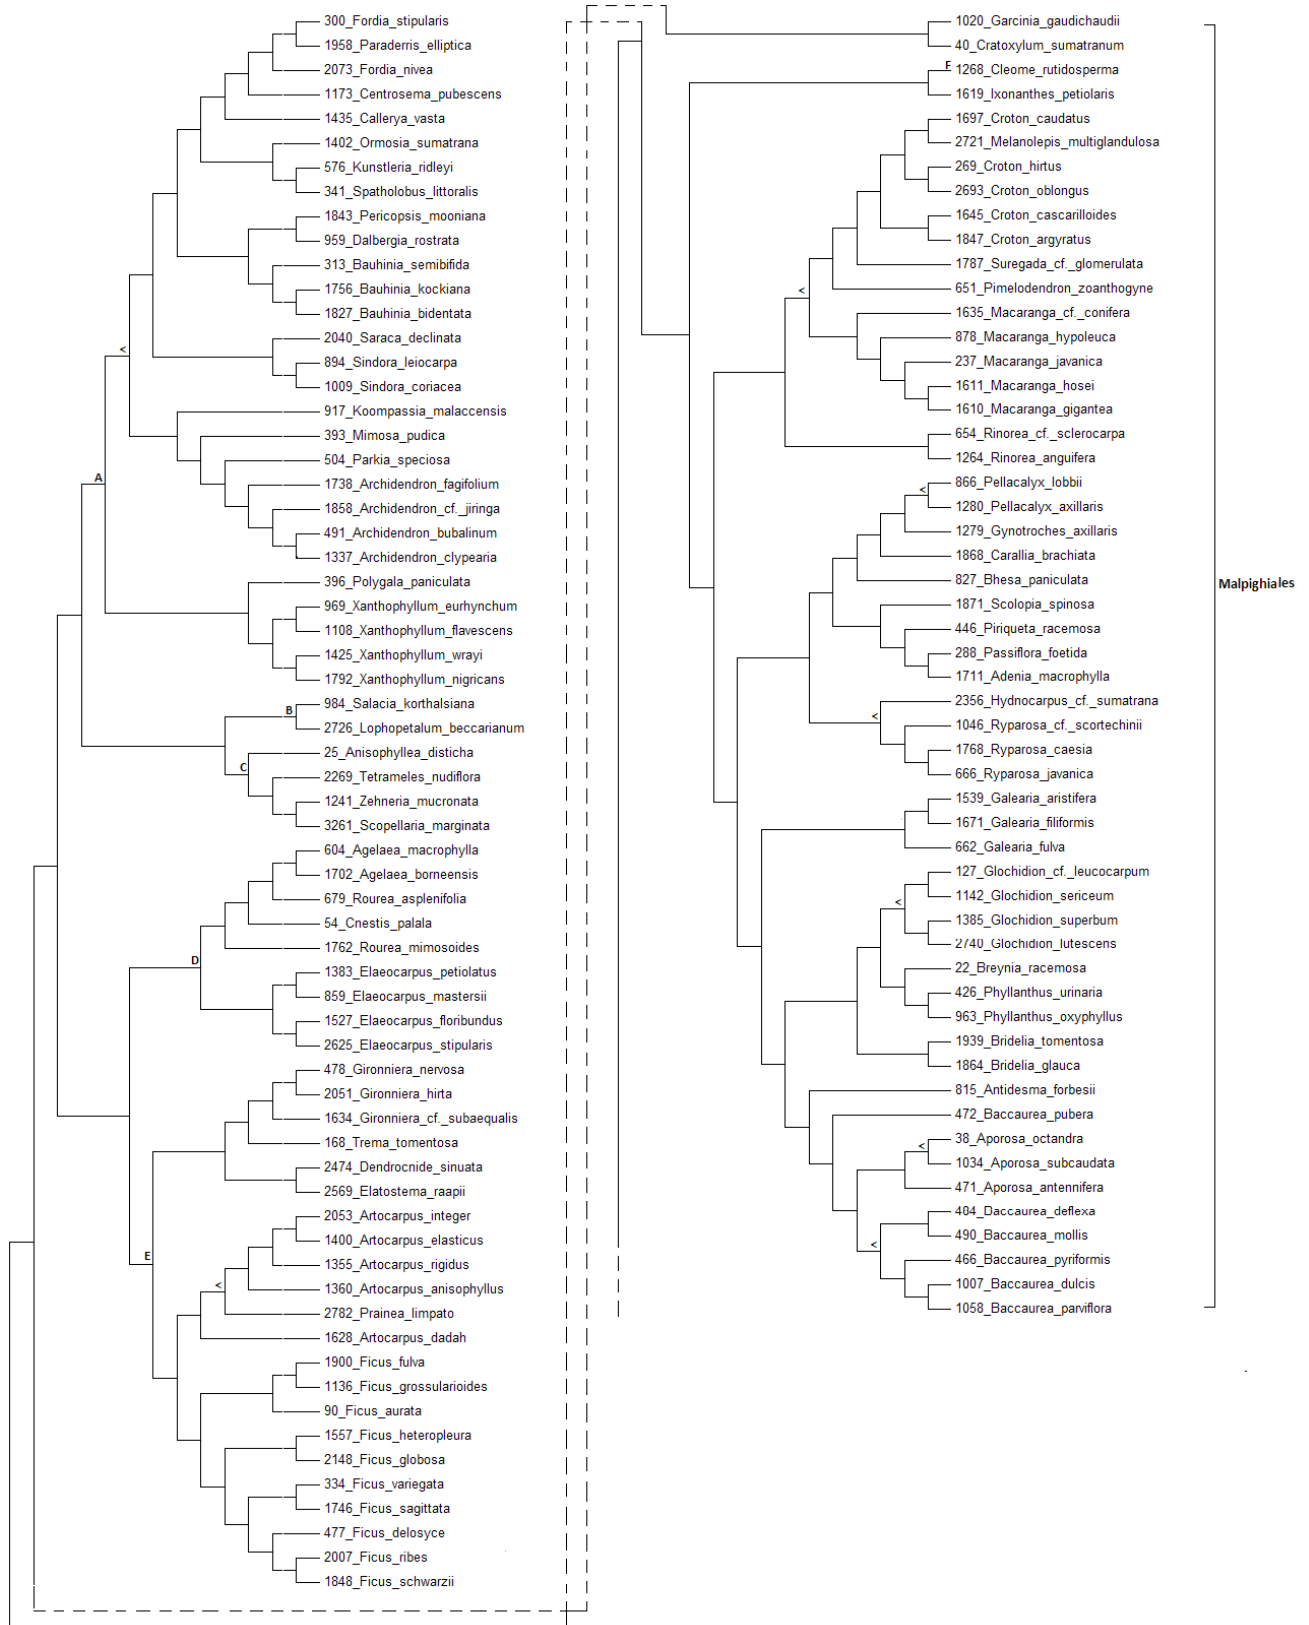 300_Fordia_stipularis
1958_Paraderris_elliptica
2073_Fordia_nivea
1173_Centrosema_pubescens
1435_Callerya_vasta
1402_Ormosia_sumatrana
576_Kunstleria_ridleyi
341_Spatholobus_littoralis
1843_Pericopsis_mooniana
959_Dalbergia_rostrata
313_Bauhinia_semibifida
1756_Bauhinia_kockiana
1827_Bauhinia_bidentata
2040_Saraca_declinata
<
894_Sindora_leiocarpa
1009_Sindora_coriacea
917_Koompassia_malaccensis
393_Mimosa_pudica
504_Parkia_speciosa
A
1738_Archidendron_fagifolium
1858_Archidendron_cf._jiringa
491_Archidendron_bubalinum
1337_Archidendron_clypearia
396_Polygala_paniculata
969_Xanthophyllum_eurhynchum
1108_Xanthophyllum_flavescens
1425_Xanthophyllum_wrayi
1792_Xanthophyllum_nigricans
984_Salacia_korthalsiana
B
2726_Lophopetalum_beccarianum
25_Anisophyllea_disticha
C
2269_Tetrameles_nudiflora
1241_Zehneria_mucronata
3261_Scopellaria_marginata
604_Agelaea_macrophylla
1702_Agelaea_borneensis
679_Rourea_asplenifolia
54_Cnestis_palala
1762_Rourea_mimosoides
D
1383_Elaeocarpus_petiolatus
859_Elaeocarpus_mastersii
1527_Elaeocarpus_floribundus
2625_Elaeocarpus_stipularis
478_Gironniera_nervosa
2051_Gironniera_hirta
1634_Gironniera_cf._subaequalis
168_Trema_tomentosa
2474_Dendrocnide_sinuata
2569_Elatostema_raapii
2053_Artocarpus_integer
1400_Artocarpus_elasticus
E
1355_Artocarpus_rigidus
<
1360_Artocarpus_anisophyllus
2782_Prainea_limpato
1628_Artocarpus_dadah
1900_Ficus_fulva
1136_Ficus_grossularioides
90_Ficus_aurata
1557_Ficus_heteropleura
2148_Ficus_globosa
334_Ficus_variegata
1746_Ficus_sagittata
477_Ficus_delosyce
2007_Ficus_ribes
1848_Ficus_schwarzii
1020_Garcinia_gaudichaudii
40_Cratoxylum_sumatranum
F
1268_Cleome_rutidosperma
1619_Ixonanthes_petiolaris
1697_Croton_caudatus
2721_Melanolepis_multiglandulosa
269_Croton_hirtus
2693_Croton_oblongus
1645_Croton_cascarilloides
1847_Croton_argyratus
1787_Suregada_cf._glomerulata
<
651_Pimelodendron_zoanthogyne
1635_Macaranga_cf._conifera
878_Macaranga_hypoleuca
237_Macaranga_javanica
1611_Macaranga_hosei
1610_Macaranga_gigantea
654_Rinorea_cf._sclerocarpa
1264_Rinorea_anguifera
866_Pellacalyx_lobbii
<
1280_Pellacalyx_axillaris
1279_Gynotroches_axillaris
1868_Carallia_brachiata
827_Bhesa_paniculata
Malpighiales
1871_Scolopia_spinosa
446_Piriqueta_racemosa
288_Passiflora_foetida
1711_Adenia_macrophylla
2356_Hydnocarpus_cf._sumatrana
<
1046_Ryparosa_cf._scortechinii
1768_Ryparosa_caesia
666_Ryparosa_javanica
1539_Galearia_aristifera
1671_Galearia_filiformis
662_Galearia_fulva
127_Glochidion_cf._leucocarpum
<
1142_Glochidion_sericeum
1385_Glochidion_superbum
2740_Glochidion_lutescens
22_Breynia_racemosa
426_Phyllanthus_urinaria
963_Phyllanthus_oxyphyllus
1939_Bridelia_tomentosa
1864_Bridelia_glauca
815_Antidesma_forbesii
472_Baccaurea_pubera
38_Aporosa_octandra
<
1034_Aporosa_subcaudata
471_Aporosa_antennifera
484_Baccaurea_deflexa
490_Baccaurea_mollis
<
466_Baccaurea_pyriformis
1007_Baccaurea_dulcis
1058_Baccaurea_parviflora